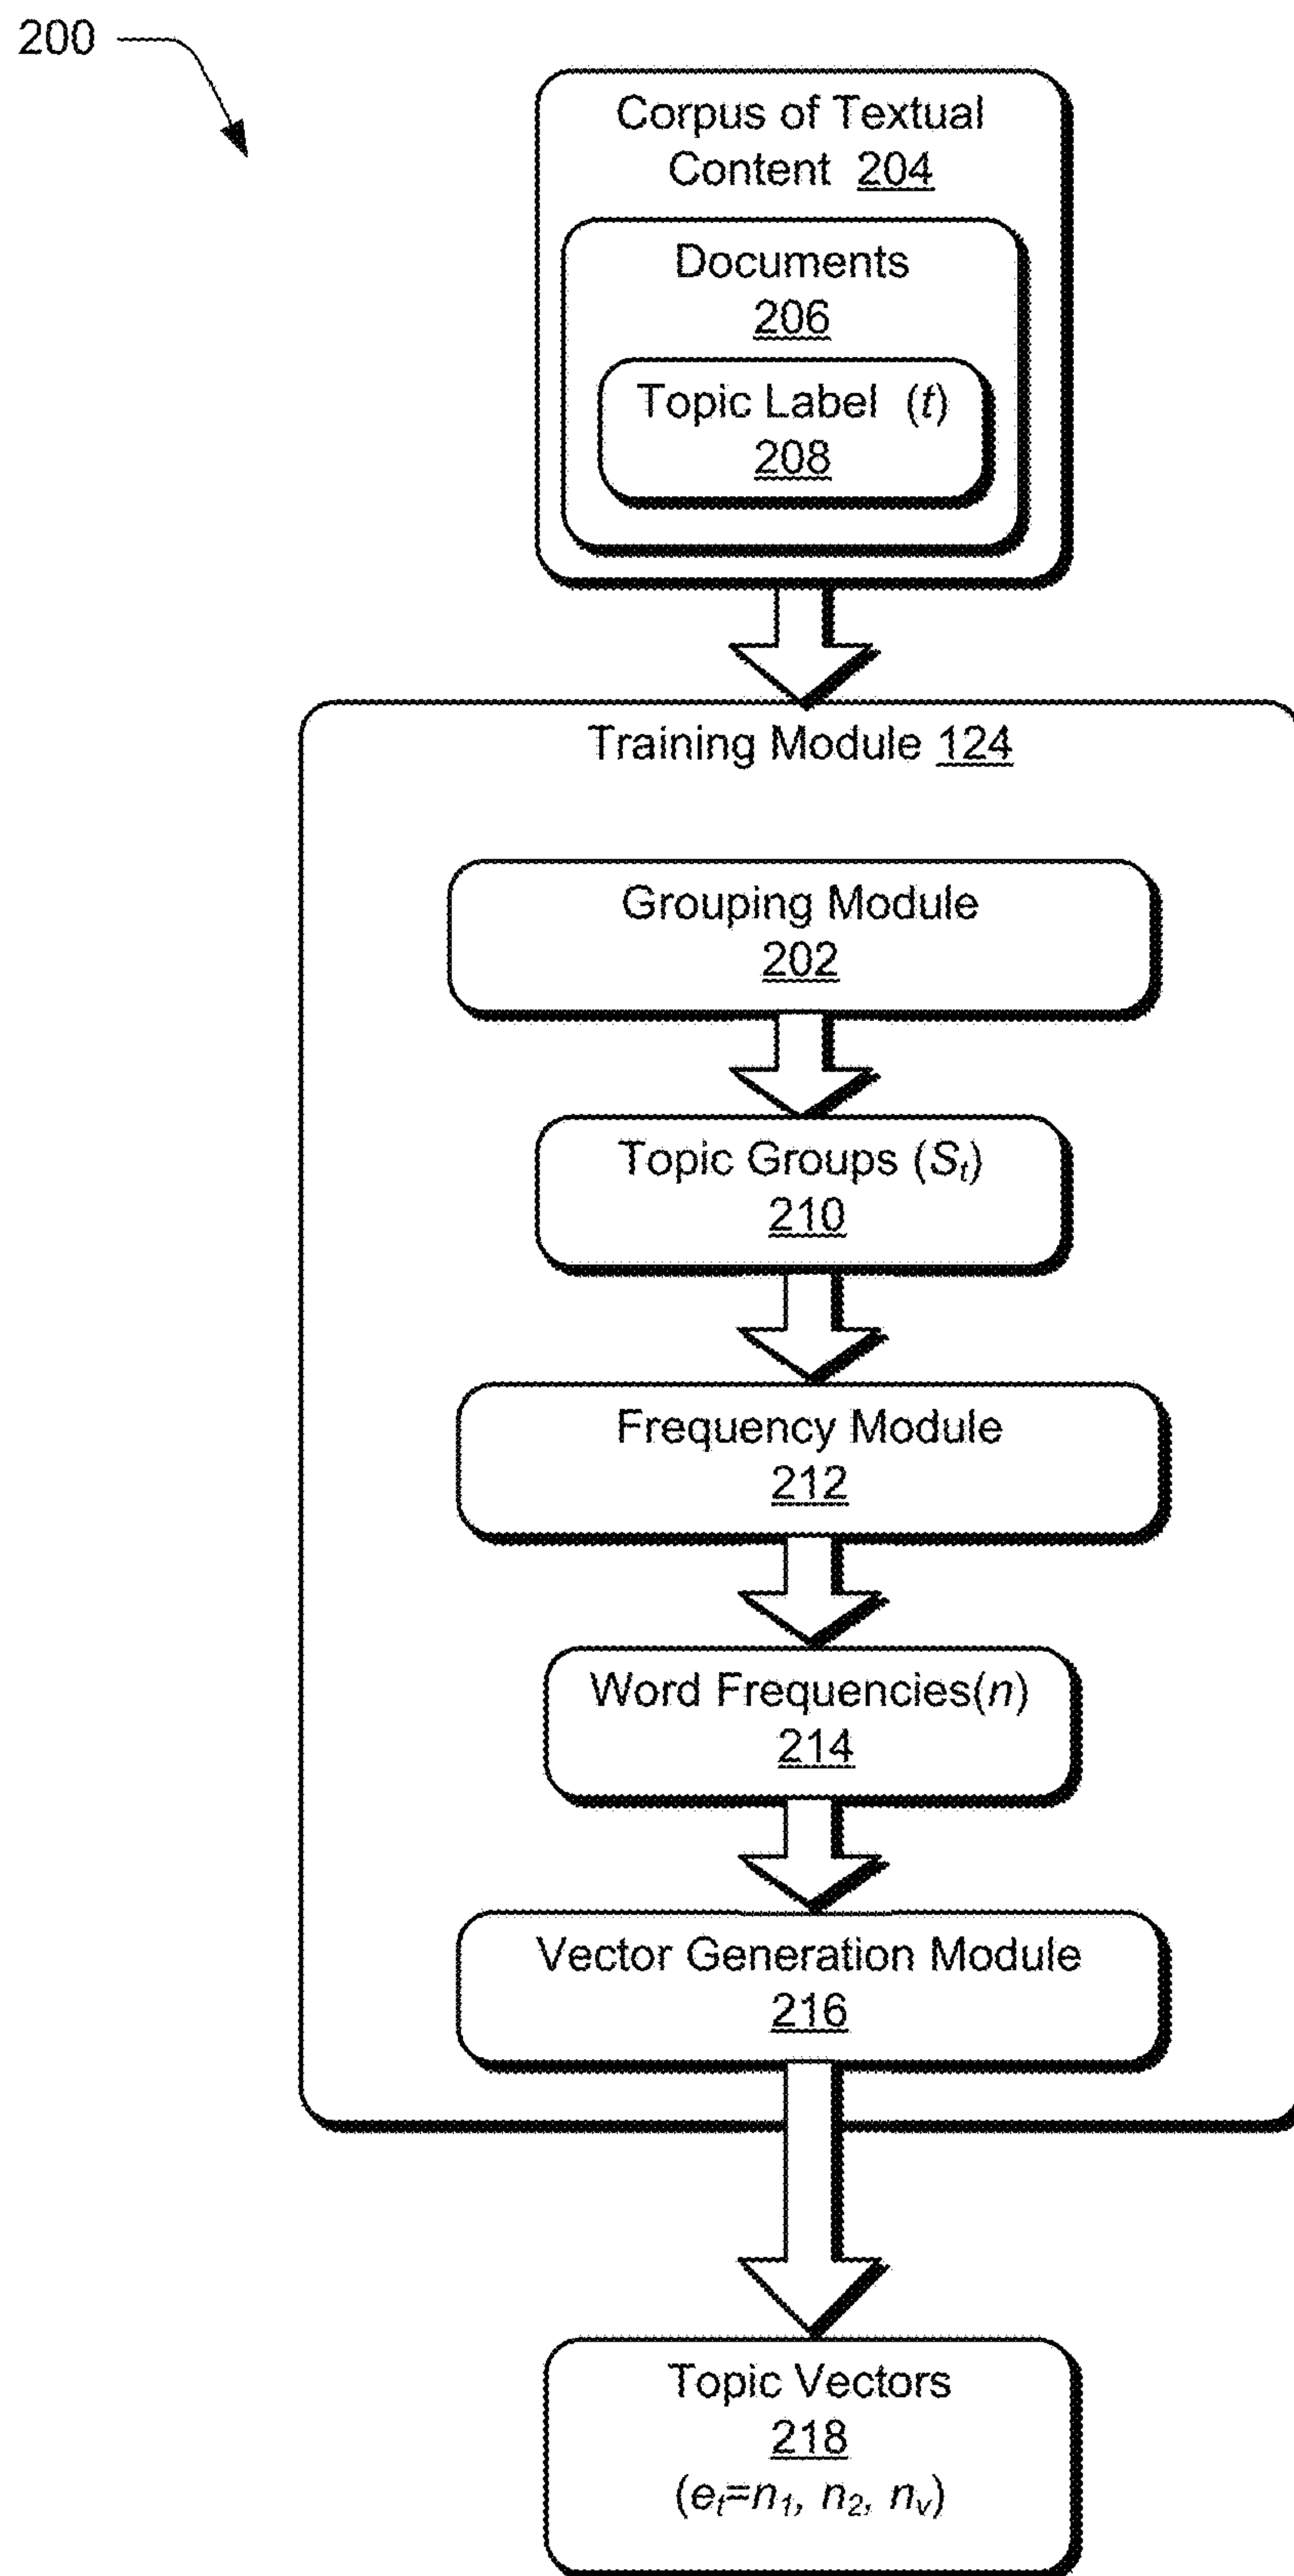 200
Corpus of Textual
Content 204
Documents
206
Topic Label (t)
208
Training Module 124
Grouping Module
202
Topic Groups (St)
210
Frequency Module
212
Word Frequencies(n)
214
Vector Generation Module
216
Topic Vectors
218
(et=n1, n2, nv)